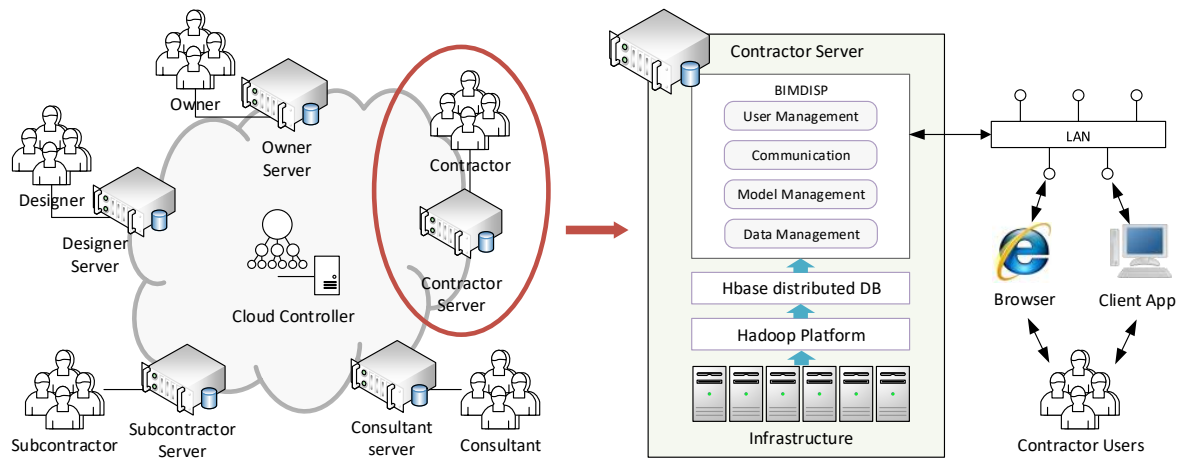 Owner
Owner
Server
Designer
Designer
Server
Contractor
Contractor
Server
Cloud Controller
Subcontractor
Subcontractor
Server
Consultant
server
Consultant
Contractor Server
BIMDISP
User Management
Communication
Model Management
Data Management
Hbase distributed DB
Hadoop Platform
Infrastructure
LAN
Browser
Client App
Contractor Users